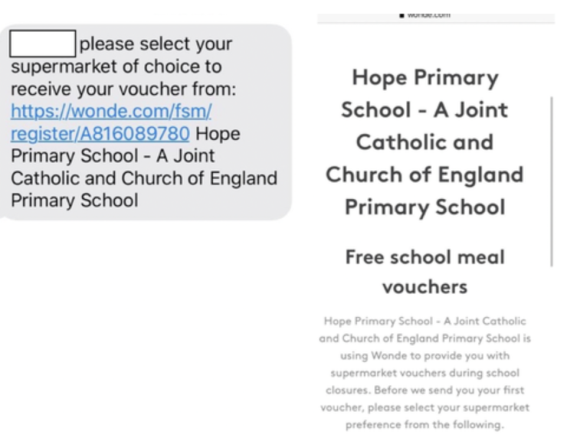 please select your
supermarket of choice to
receive your voucher from:
https://wonde.com/fsm/
register/A816089780 Hope
Primary School - A Joint
Catholic and Church of England
Primary School
wonde.com
Hope Primary
School - A Joint
Catholic and
Church of England
Primary School
Free school meal
vouchers
Hope Primary School - A Joint Catholic
and Church of England Primary School is
using Wonde to provide you with
supermarket vouchers during school
closures. Before we send you your first
voucher, please select your supermarket
preference from the following.